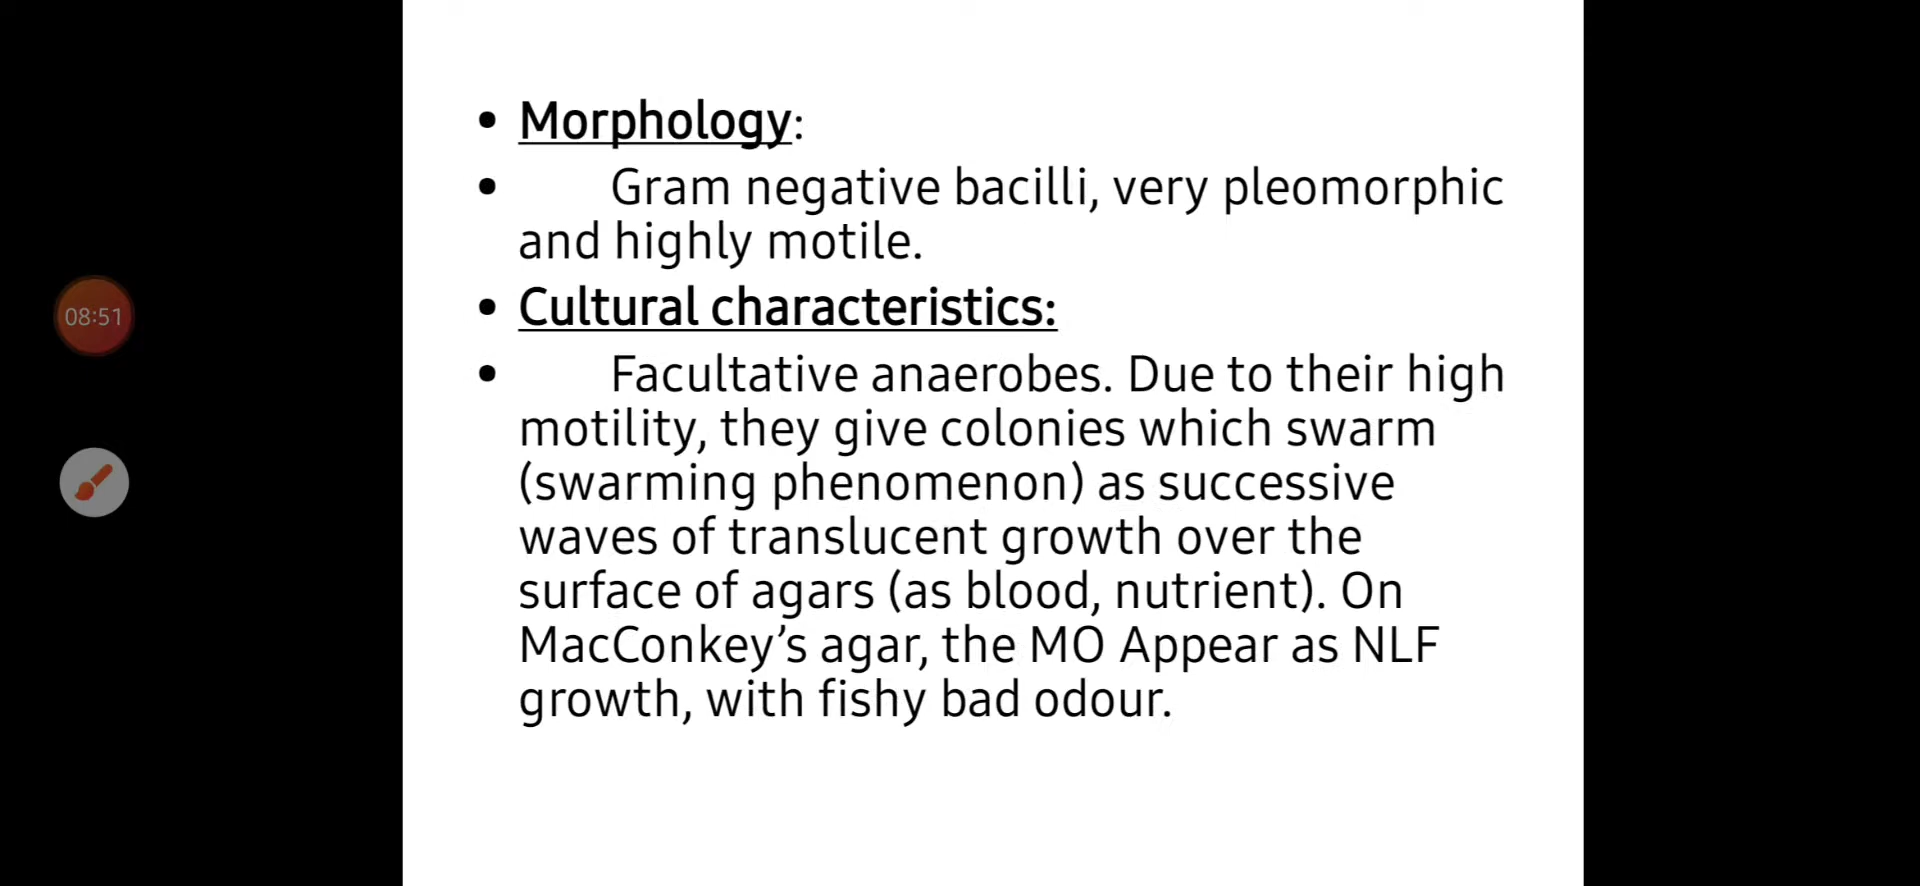 • Morphology:
• Gram negative bacilli, very pleomorphic
and highly motile.
• Cultural characteristics:
• Facultative anaerobes. Due to their high
motility, they give colonies which swarm
(swarming phenomenon) as successive
waves of translucent growth over the
surface of agars (as blood, nutrient). On
MacConkey’s agar, the MO Appear as NLF
growth, with fishy bad odour.
08:51